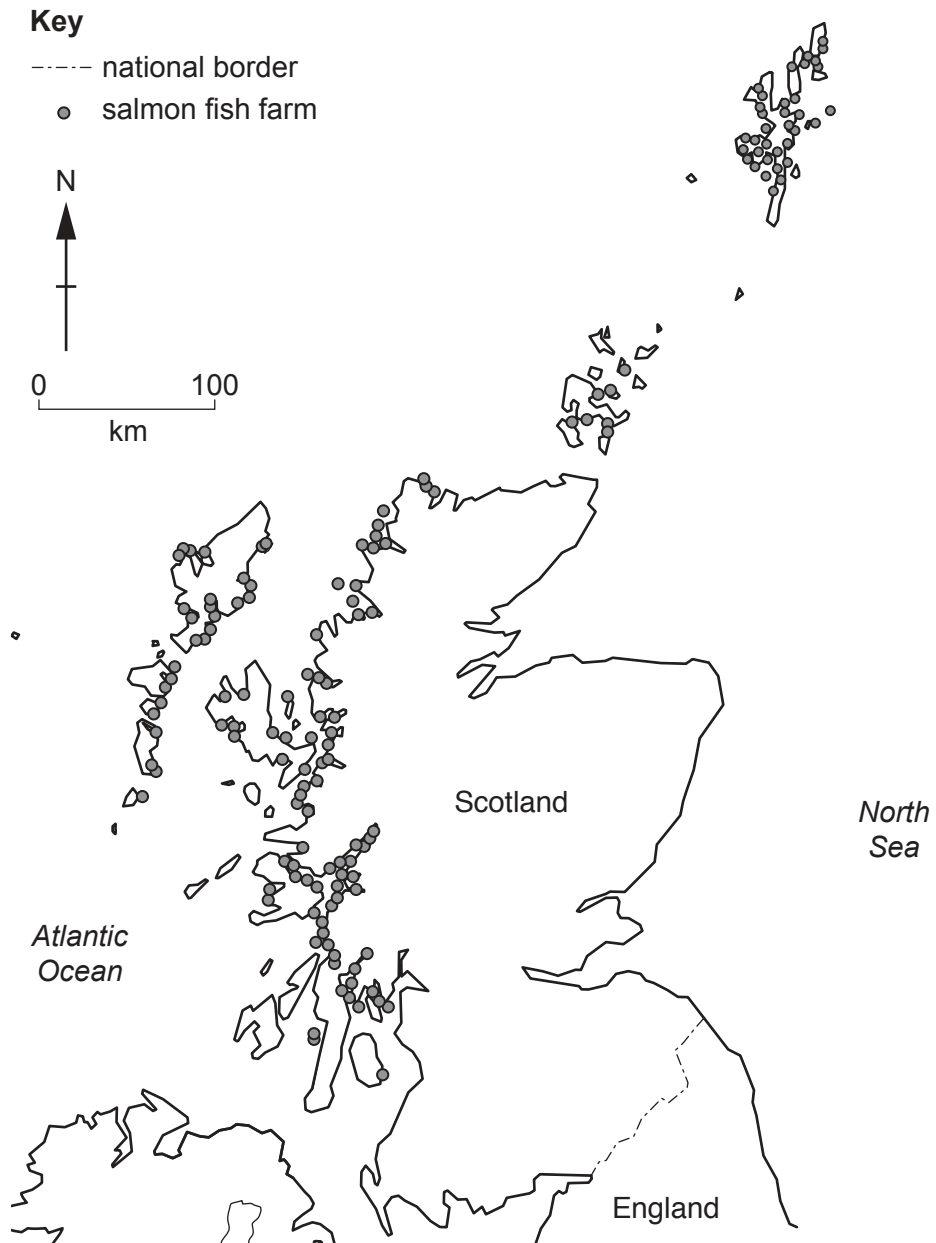 Key
national border
salmon fish farm
N
0 100
km
Scotland
North
Sea
Atlantic
Ocean
England